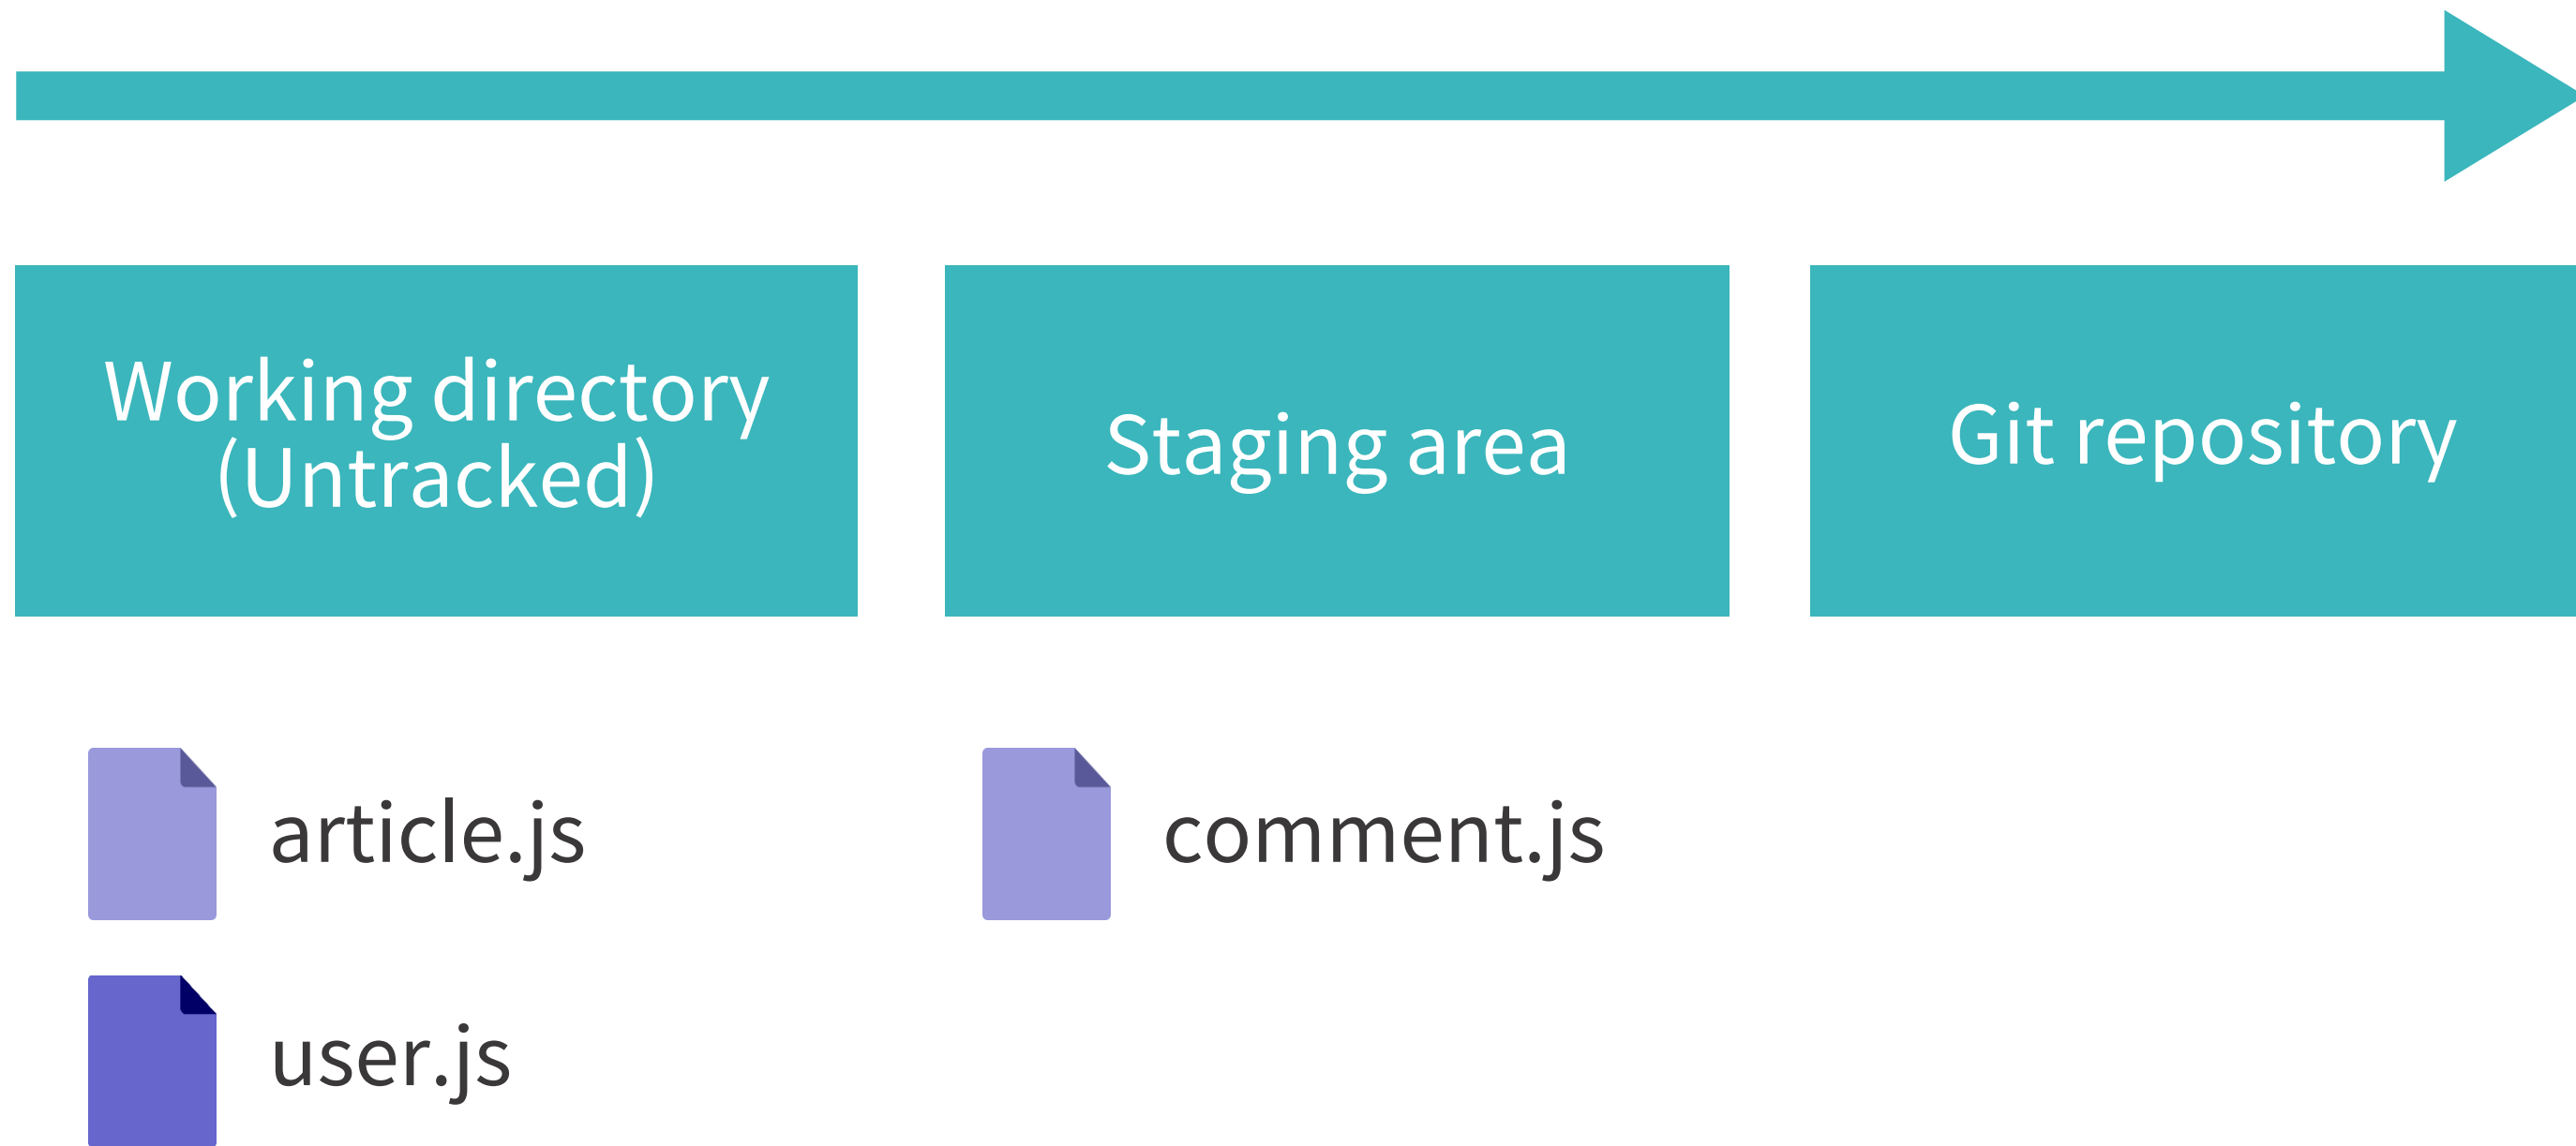 Working directory
(Untracked)
Staging area
Git repository
article.js
comment.js
user.js